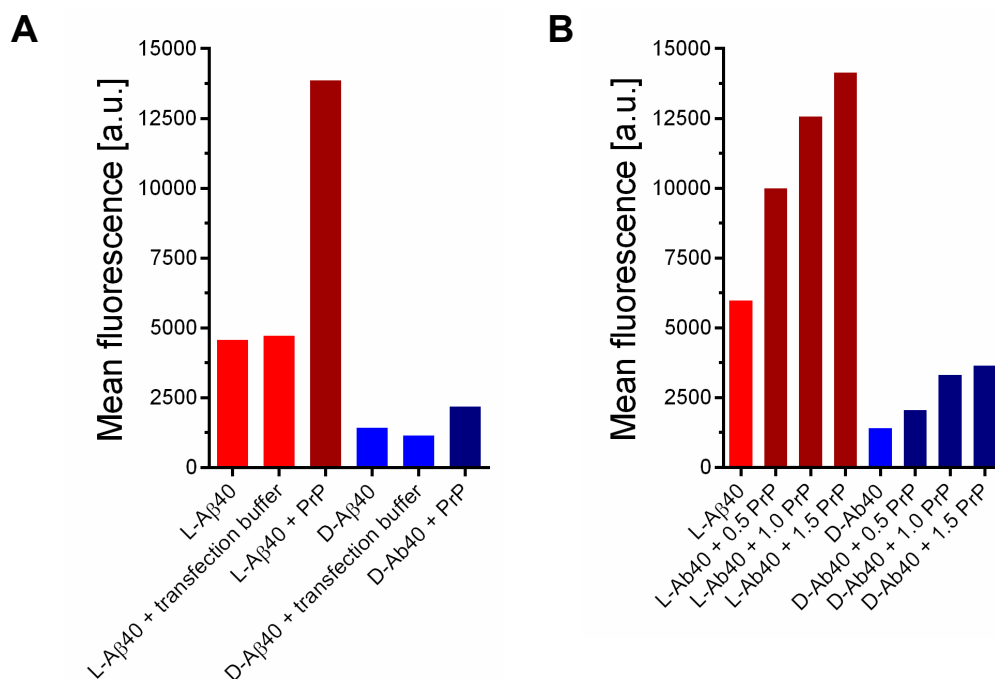 A
Mean fluorescence [a.u.]
15000
12500
10000
7500
5000
2500
0
L-Aβ40
L-Aβ40 + transfection buffer
L-Aβ40 + PrP
D-Aβ40
D-Aβ40 + transfection buffer
D-Ab40 + PrP
B
Mean fluorescence [a.u.]
15000
12500
10000
7500
5000
2500
0
L-Aβ40
L-Ab40 + 0.5 PrP
L-Ab40 + 1.0 PrP
L-Ab40 + 1.5 PrP
D-Ab40
D-Ab40 + 0.5 PrP
D-Ab40 + 1.0 PrP
D-Ab40 + 1.5 PrP